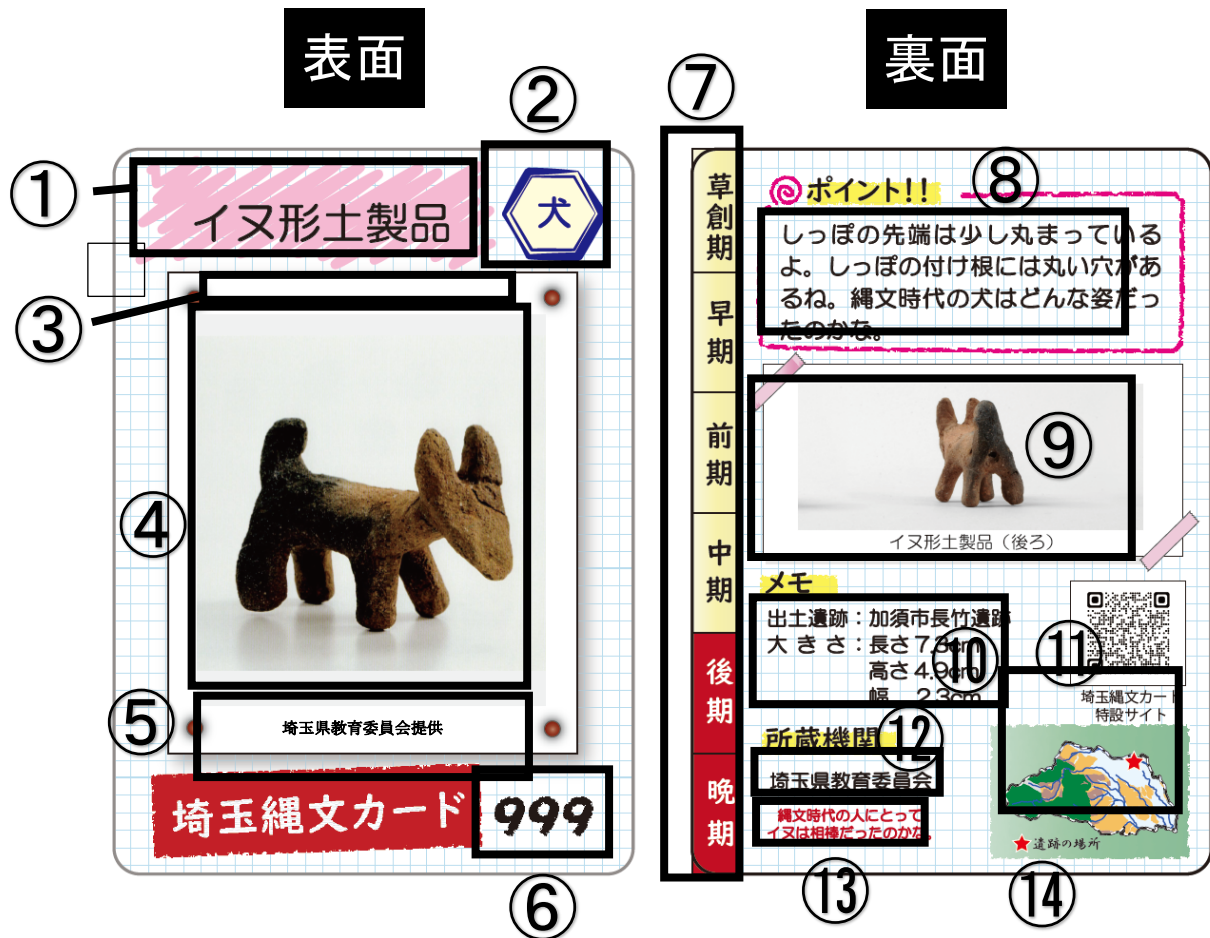 表面
裏面
①
②
イヌ形土製品
犬
③
④
⑤
埼玉県教育委員会提供
埼玉縄文カード
999
⑥
⑦
草創期
早期
前期
中期
後期
晩期
ポイント!!
⑧
しっぽの先端は少し丸まっている
よ。しっぽの付け根には丸い穴があ
るね。縄文時代の犬はどんな姿だっ
たのかな。
⑨
イヌ形土製品（後ろ）
メモ
出土遺跡：加須市長竹遺跡
大きさ：長さ7.3cm
高さ4.9cm
幅 2.3cm
⑩
⑪
埼玉縄文カード
特設サイト
所蔵機関
⑫
埼玉県教育委員会
縄文時代の人にとって
イヌは相棒だったのかな。
遺跡の場所
⑬
⑭